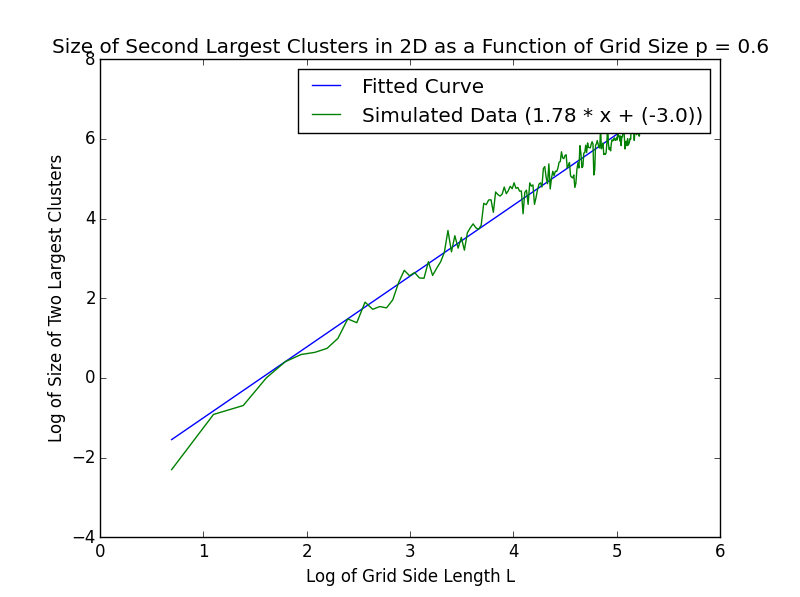 Size of Second Largest Clusters in 2D as a Function of Grid Size p = 0.6
Fitted Curve
Simulated Data (1.78 * x + (-3.0))
Log of Size of Two Largest Clusters
8
6
4
2
0
−2
−4
0 1 2 3 4 5 6
Log of Grid Side Length L